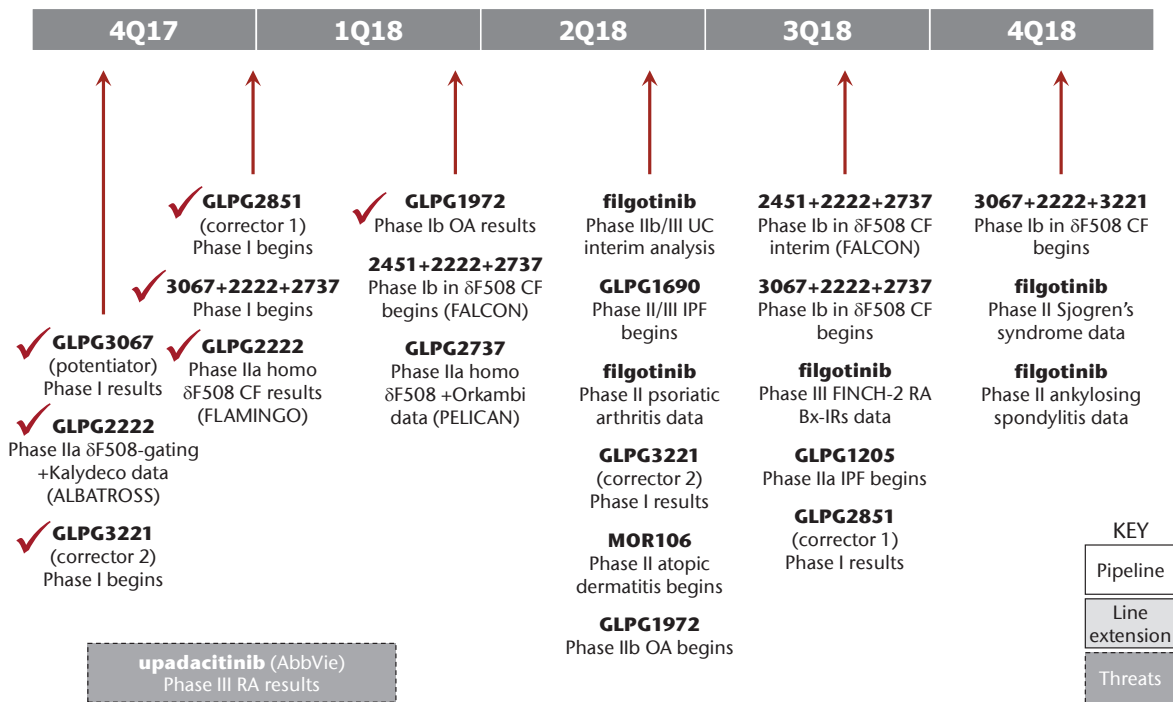 4Q17
1Q18
2Q18
3Q18
4Q18
GLPG3067
(potentiator)
Phase I results
GLPG2222
Phase IIa δF508-gating
+Kalydeco data
(ALBATROSS)
GLPG3221
(corrector 2)
Phase I begins
GLPG2851
(corrector 1)
Phase I begins
3067+2222+2737
Phase I begins
GLPG2222
Phase IIa homo
δF508 CF results
(FLAMINGO)
GLPG1972
Phase Ib OA results
2451+2222+2737
Phase Ib in δF508 CF
begins (FALCON)
GLPG2737
Phase IIa homo
δF508 +Orkambi
data (PELICAN)
filgotinib
Phase IIb/III UC
interim analysis
GLPG1690
Phase II/III IPF
begins
filgotinib
Phase II psoriatic
arthritis data
GLPG3221
(corrector 2)
Phase I results
MOR106
Phase II atopic
dermatitis begins
GLPG1972
Phase IIb OA begins
2451+2222+2737
Phase Ib in δF508 CF
interim (FALCON)
3067+2222+2737
Phase Ib in δF508 CF
begins
filgotinib
Phase III FINCH-2 RA
Bx-IRs data
GLPG1205
Phase IIa IPF begins
GLPG2851
(corrector 1)
Phase I results
3067+2222+3221
Phase Ib in δF508 CF
begins
filgotinib
Phase II Sjogren's
syndrome data
filgotinib
Phase II ankylosing
spondylitis data
upadacitinib (AbbVie)
Phase III RA results
KEY
Pipeline
Line
extension
Threats